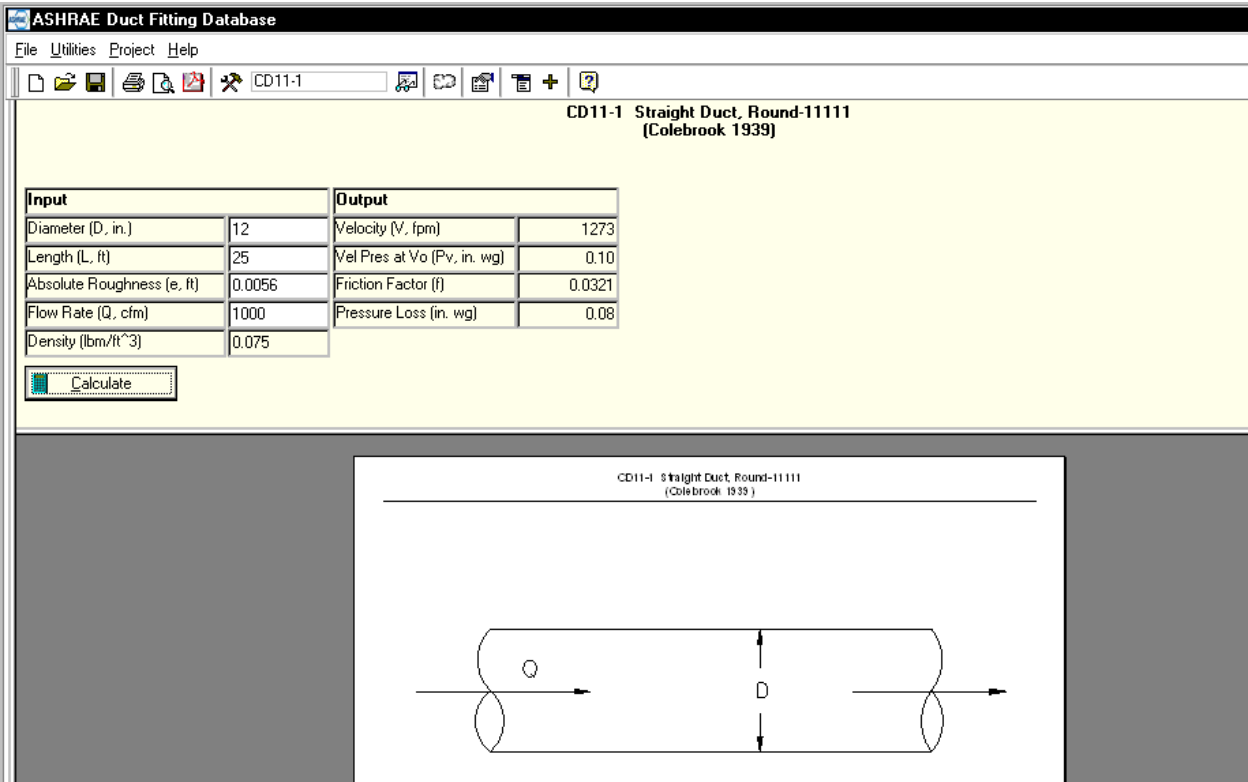 ASHRAE Duct Fitting Database
File Utilities Project Help
CD11-1
CD11-1 Straight Duct, Round-11111
(Colebrook 1939)
Input Output
Diameter (D, in.) 12 Velocity (V, fpm) 1273
Length (L, ft) 25 Vel Pres at Vo (Pv, in. wg) 0.10
Absolute Roughness (e, ft) 0.0056 Friction Factor (f) 0.0321
Flow Rate (Q, cfm) 1000 Pressure Loss (in. wg) 0.08
Density (lbm/ft^3) 0.075
Calculate
CD11-1 Straight Duct, Round-11111
(Colebrook 1939)
Q
D